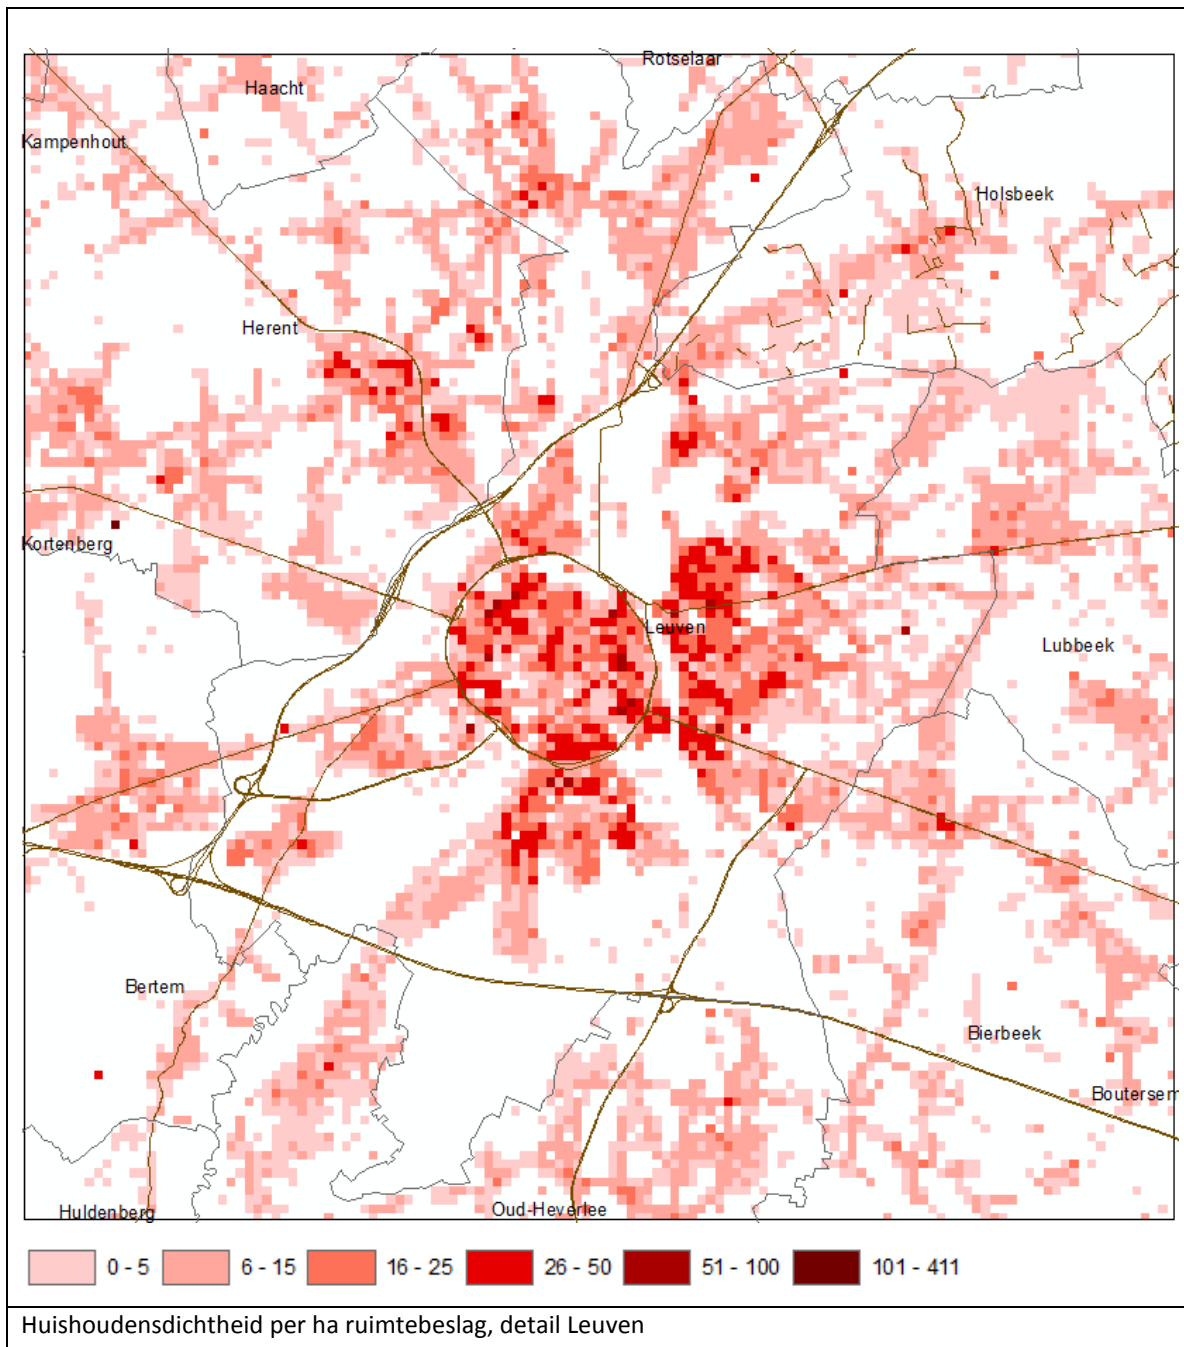 Rotselaar
Haacht
Kampenhout
Holsbeek
Herent
Kortenberg
Leuven
Lubbeek
Bertem
Bierbeek
Boutersem
Huldenberg
Oud-Heverlee
0 - 5 6 - 15 16 - 25 26 - 50 51 - 100 101 - 411
Huishoudensdichtheid per ha ruimtebeslag, detail Leuven